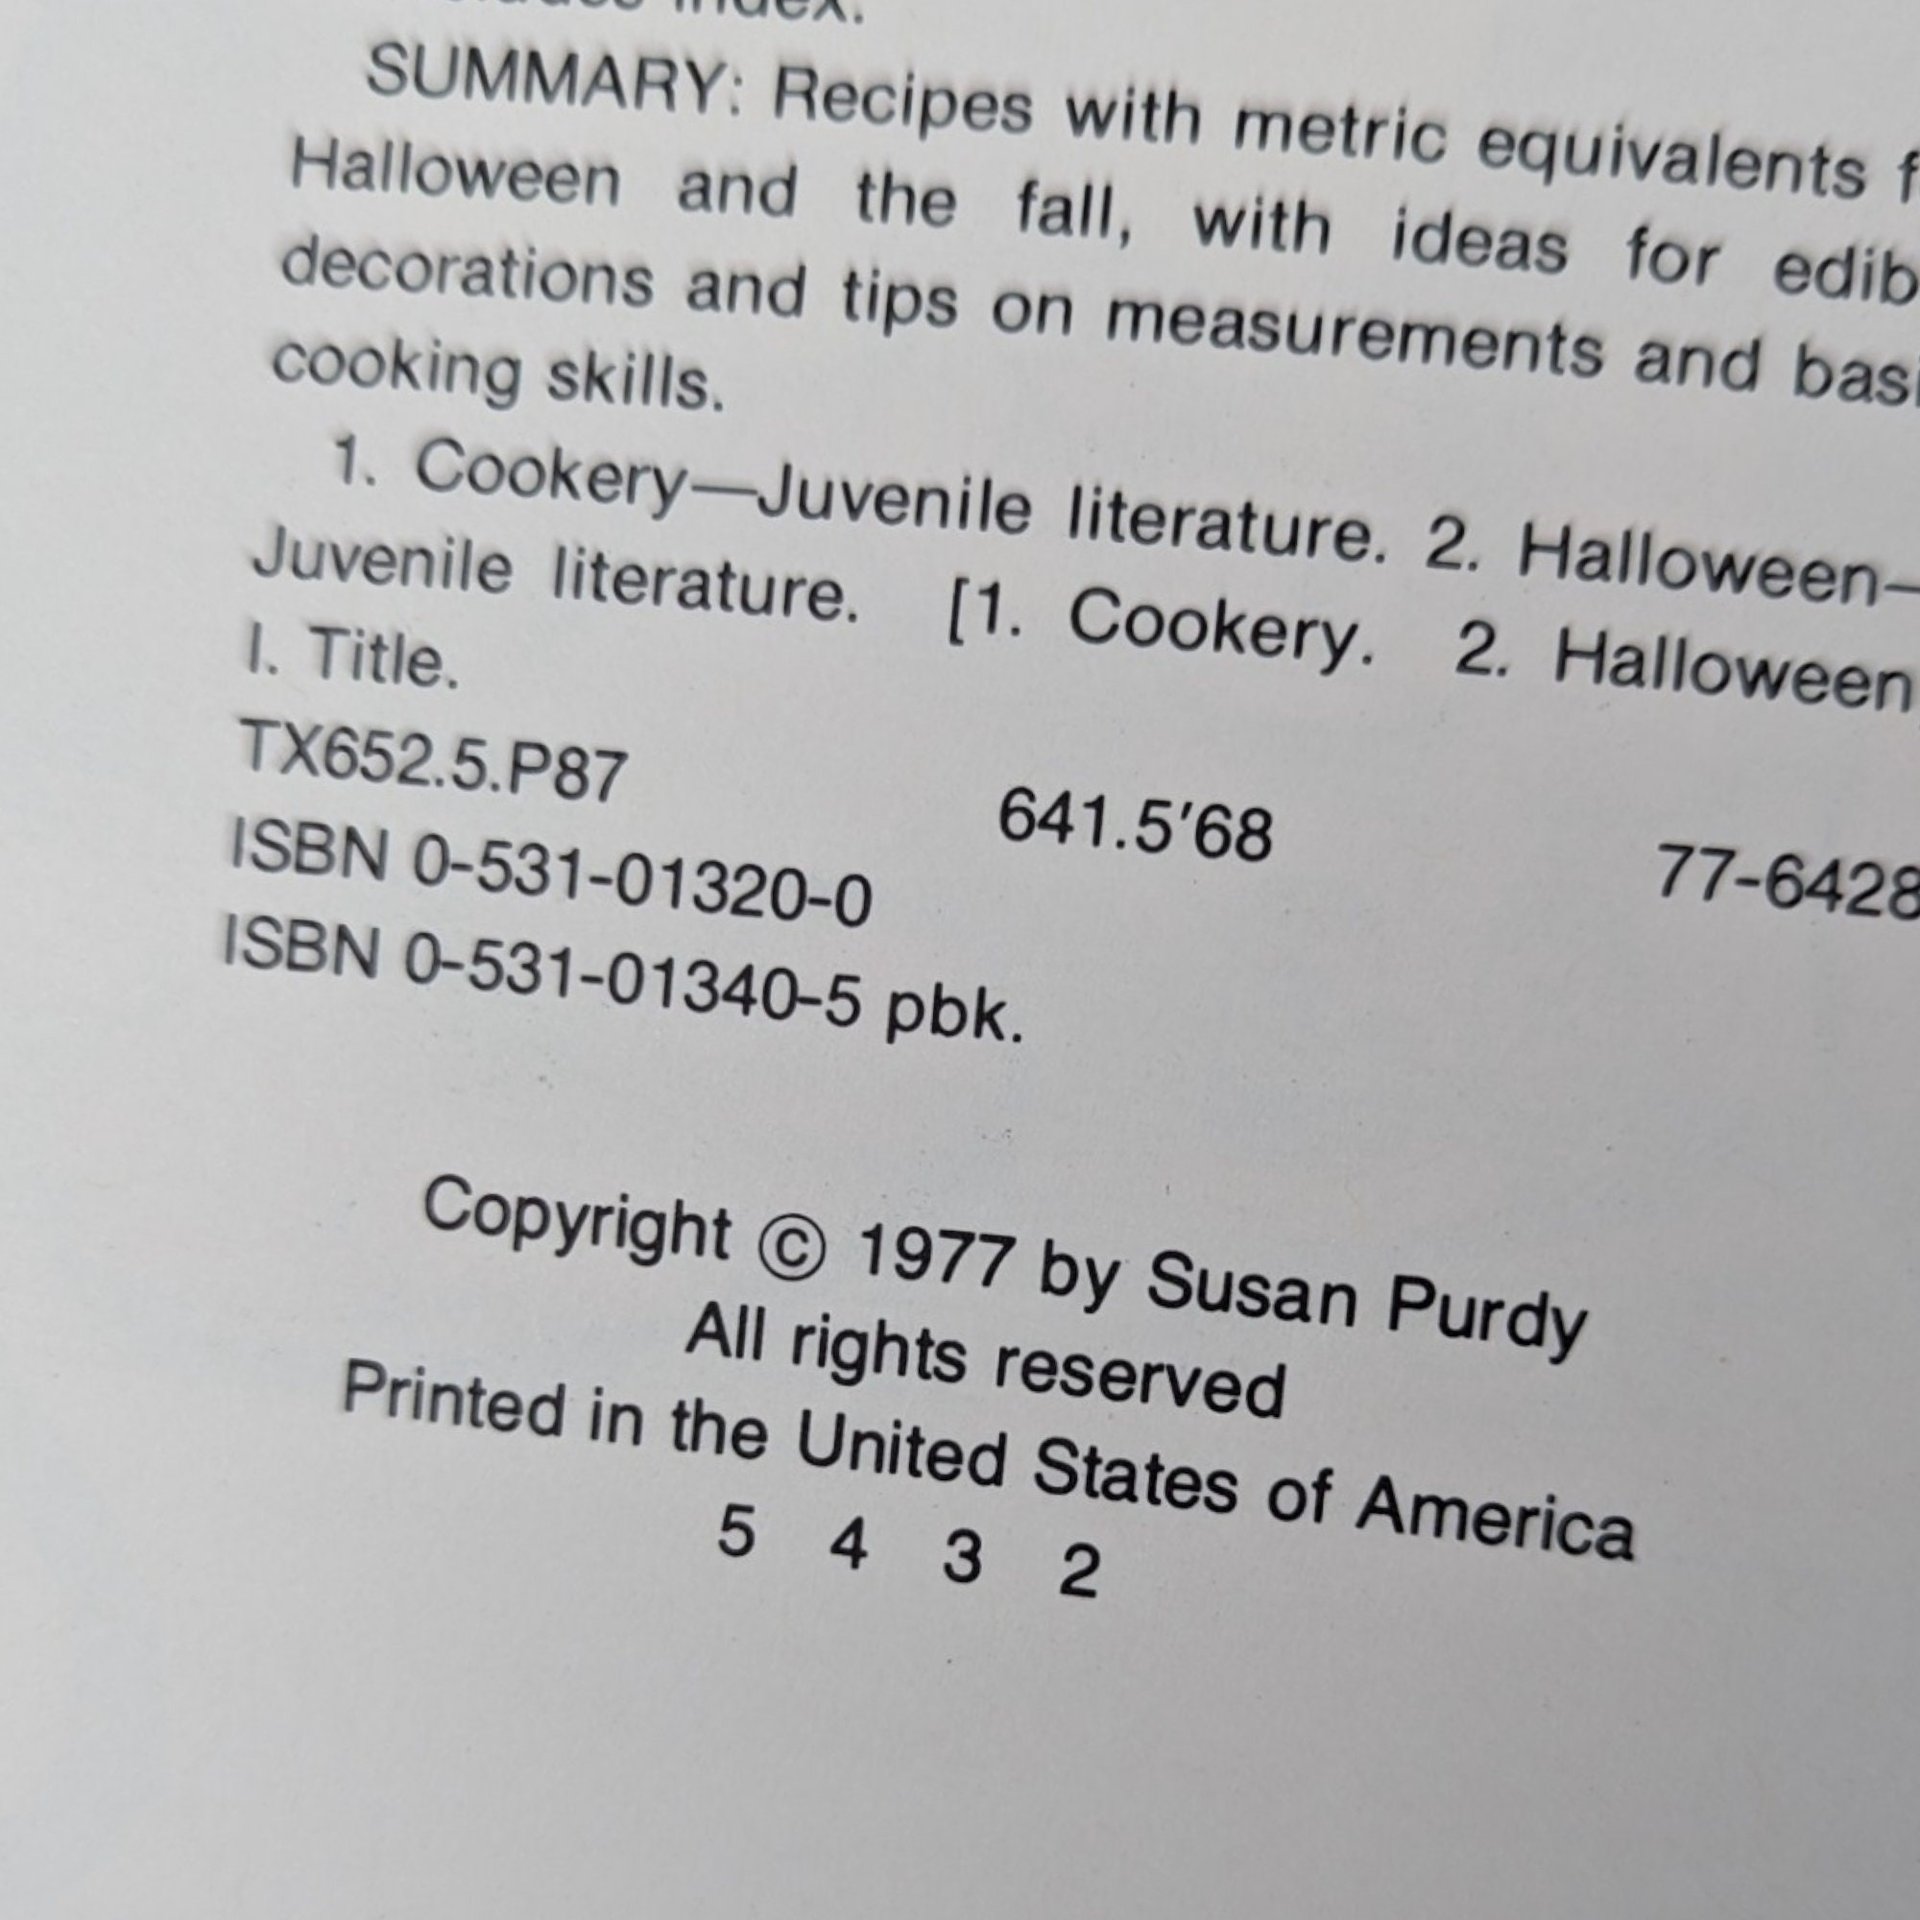 index.
SUMMARY: Recipes with metric equivalents
Halloween and the fall, with ideas for
decorations and tips on measurements and
cooking skills.
1. Cookery—Juvenile literature. 2. Halloween—
Juvenile literature. [1. Cookery. 2. Halloween
I. Title.
TX652.5.P87 641.5'68 77-6428
ISBN 0-531-01320-0
ISBN 0-531-01340-5 pbk.
Copyright © 1977 by Susan Purdy
All rights reserved
Printed in the United States of America
5 4 3 2